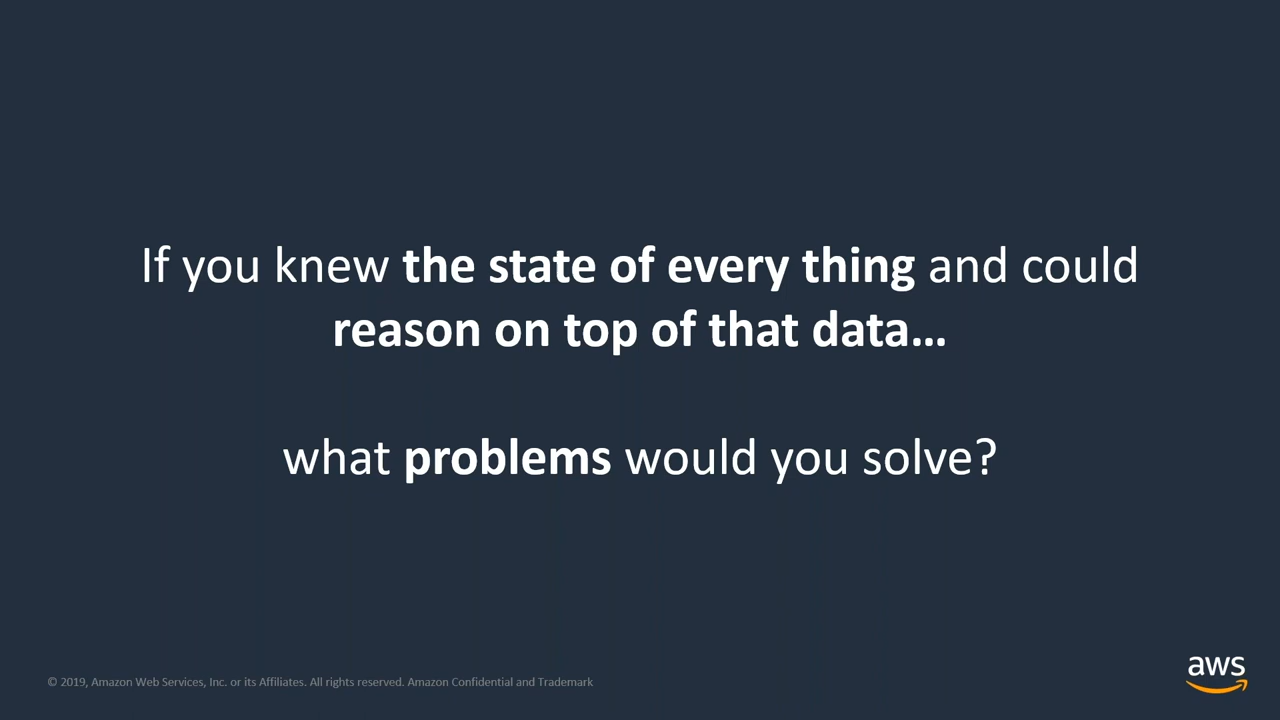 If you knew the state of every thing and could
reason on top of that data…
what problems would you solve?
© 2019, Amazon Web Services, Inc. or its Affiliates. All rights reserved. Amazon Confidential and Trademark
aws